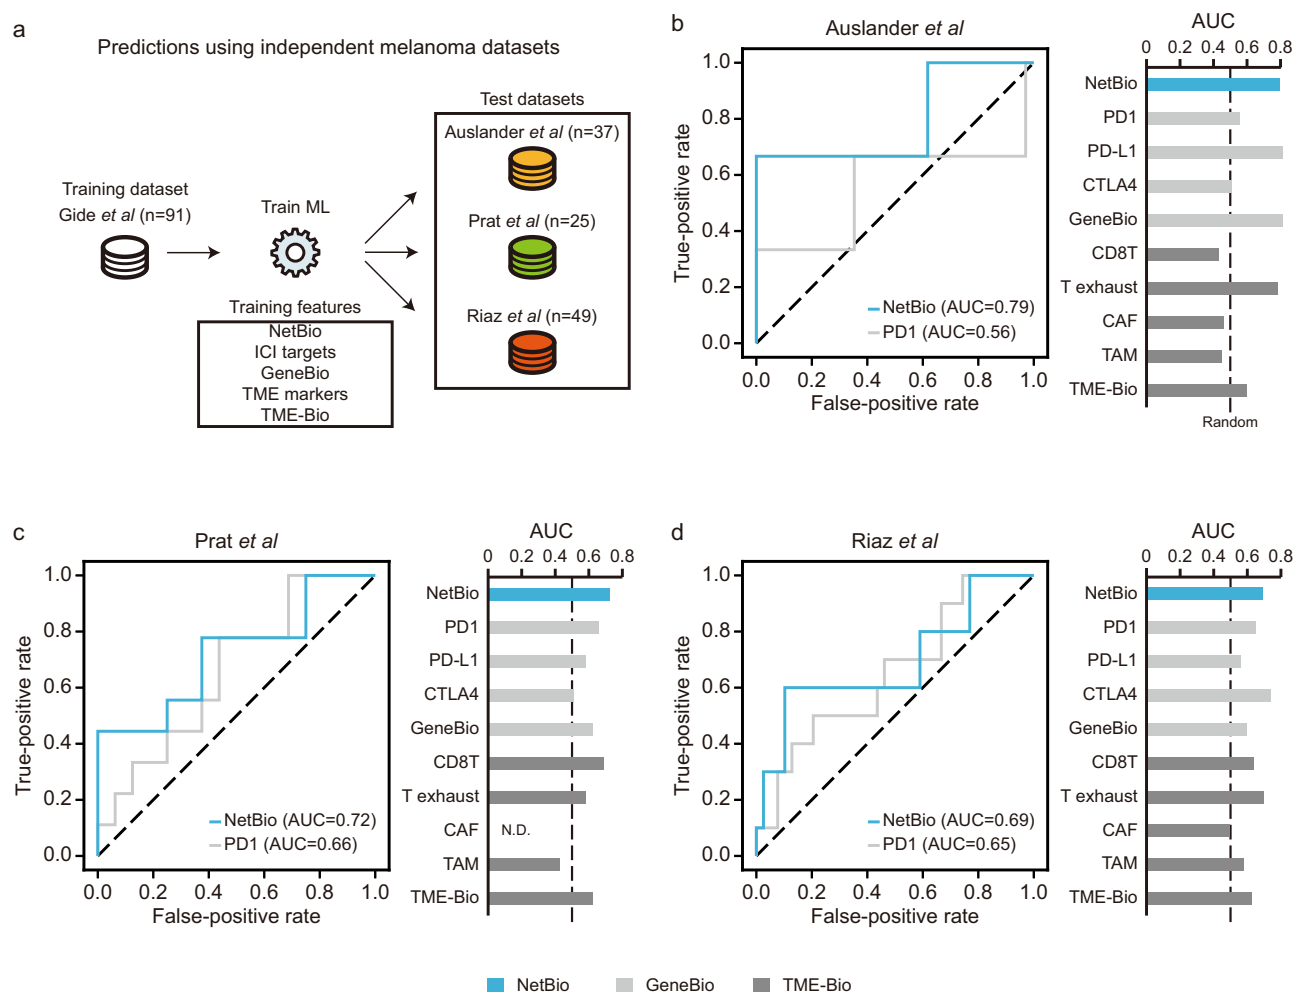 a
Predictions using independent melanoma datasets
Training dataset
Gide et al (n=91)
Train ML
Training features
NetBio
ICI targets
GeneBio
TME markers
TME-Bio
Test datasets
Auslander et al (n=37)
Prat et al (n=25)
Riaz et al (n=49)
b
Auslander et al
True-positive rate
1.0
0.8
0.6
0.4
0.2
0.0
0.0 0.2 0.4 0.6 0.8 1.0
False-positive rate
NetBio (AUC=0.79)
PD1 (AUC=0.56)
AUC
0 0.2 0.4 0.6 0.8
NetBio
PD1
PD-L1
CTLA4
GeneBio
CD8T
T exhaust
CAF
TAM
TME-Bio
Random
c
Prat et al
True-positive rate
1.0
0.8
0.6
0.4
0.2
0.0
0.0 0.2 0.4 0.6 0.8 1.0
False-positive rate
NetBio (AUC=0.72)
PD1 (AUC=0.66)
AUC
0 0.2 0.4 0.6 0.8
NetBio
PD1
PD-L1
CTLA4
GeneBio
CD8T
T exhaust
CAF
N.D.
TAM
TME-Bio
d
Riaz et al
True-positive rate
1.0
0.8
0.6
0.4
0.2
0.0
0.0 0.2 0.4 0.6 0.8 1.0
False-positive rate
NetBio (AUC=0.69)
PD1 (AUC=0.65)
AUC
0 0.2 0.4 0.6 0.8
NetBio
PD1
PD-L1
CTLA4
GeneBio
CD8T
T exhaust
CAF
TAM
TME-Bio
NetBio GeneBio TME-Bio